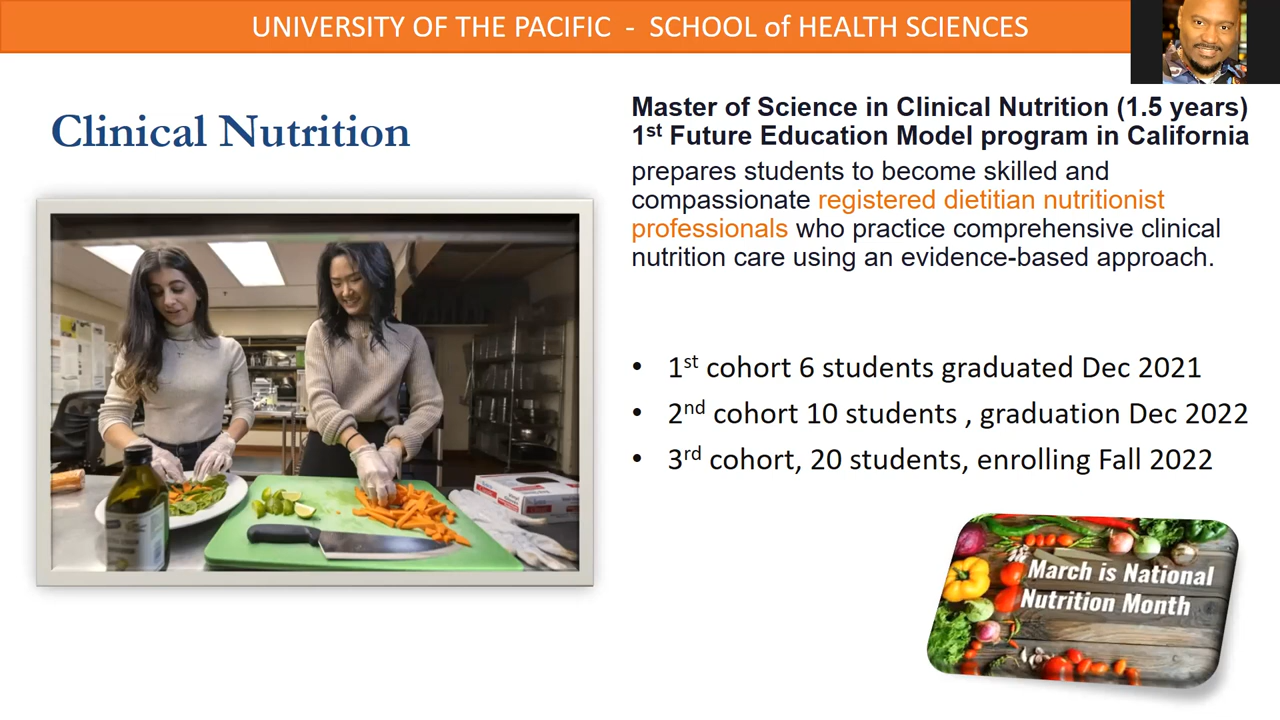 UNIVERSITY OF THE PACIFIC - SCHOOL of HEALTH SCIENCES
Clinical Nutrition
Master of Science in Clinical Nutrition (1.5 years)
1st Future Education Model program in California
prepares students to become skilled and
compassionate registered dietitian nutritionist
professionals who practice comprehensive clinical
nutrition care using an evidence-based approach.
• 1st cohort 6 students graduated Dec 2021
• 2nd cohort 10 students , graduation Dec 2022
• 3rd cohort, 20 students, enrolling Fall 2022
March is National
Nutrition Month